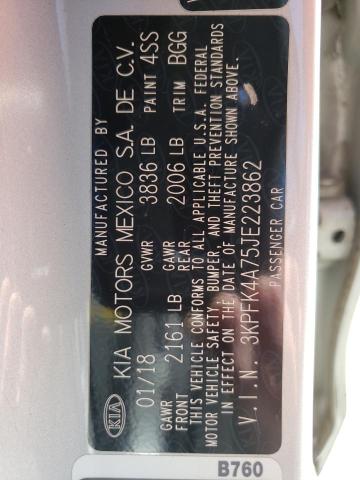 MANUFACTURED BY
KIA MOTORS MEXICO S.A. DE C.V.
01/18 GVWR 3836 LB PAINT 4SS
GAWR FRONT 2161 LB GAWR REAR 2006 LB TRIM BGG
THIS VEHICLE CONFORMS TO ALL APPLICABLE U.S.A. FEDERAL
MOTOR VEHICLE SAFETY, BUMPER, AND THEFT PREVENTION STANDARDS
IN EFFECT ON THE DATE OF MANUFACTURE SHOWN ABOVE.
V.I.N. 3KPFK4A75JE223862
PASSENGER CAR
KIA
B760